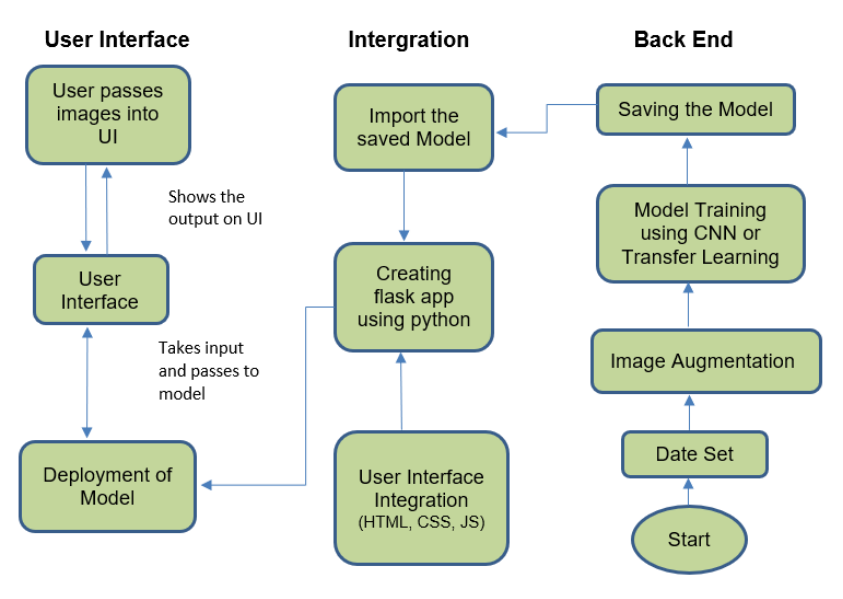 User Interface
Intergration
Back End
User passes
images into
UI
Shows the
output on UI
User
Interface
Takes input
and passes to
model
Deployment of
Model
Import the
saved Model
Creating
flask app
using python
User Interface
Integration
(HTML, CSS, JS)
Saving the Model
Model Training
using CNN or
Transfer Learning
Image Augmentation
Date Set
Start